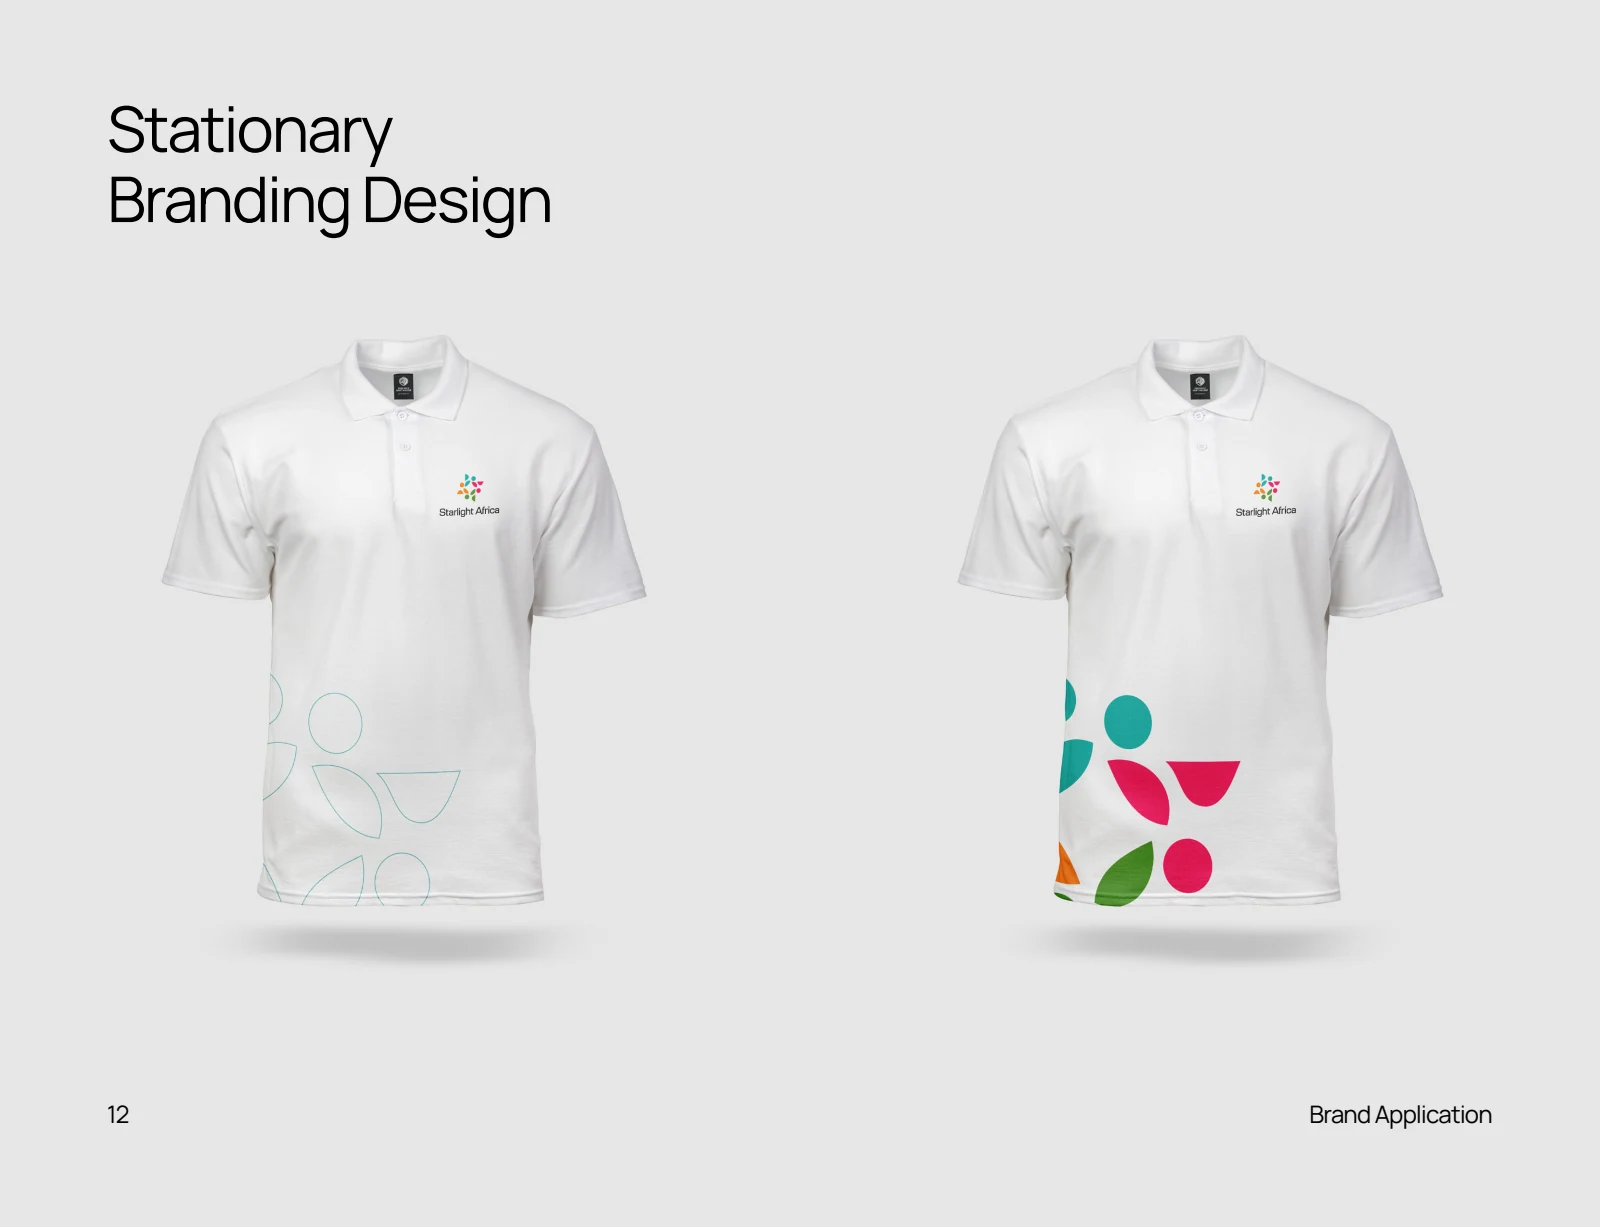 Stationary
Branding Design
Starlight Africa
Starlight Africa
12
Brand Application